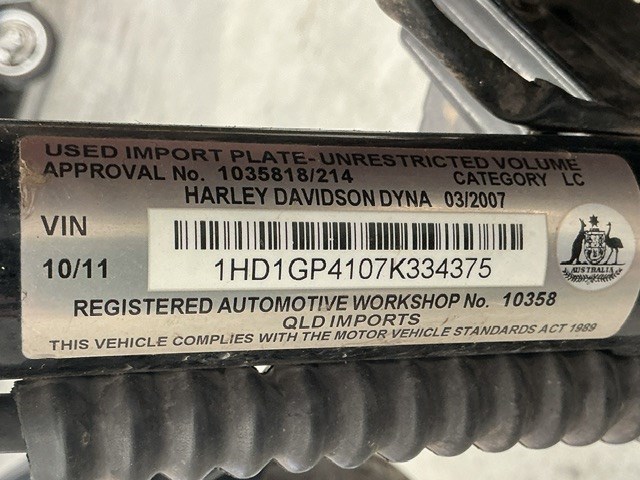 USED IMPORT PLATE-UNRESTRICTED VOLUME
APPROVAL No. 1035818/214 CATEGORY LC
HARLEY DAVIDSON DYNA 03/2007
VIN
10/11 1HD1GP4107K334375
AUSTRALIA
REGISTERED AUTOMOTIVE WORKSHOP No. 10358
QLD IMPORTS
THIS VEHICLE COMPLIES WITH THE MOTOR VEHICLE STANDARDS ACT 1989